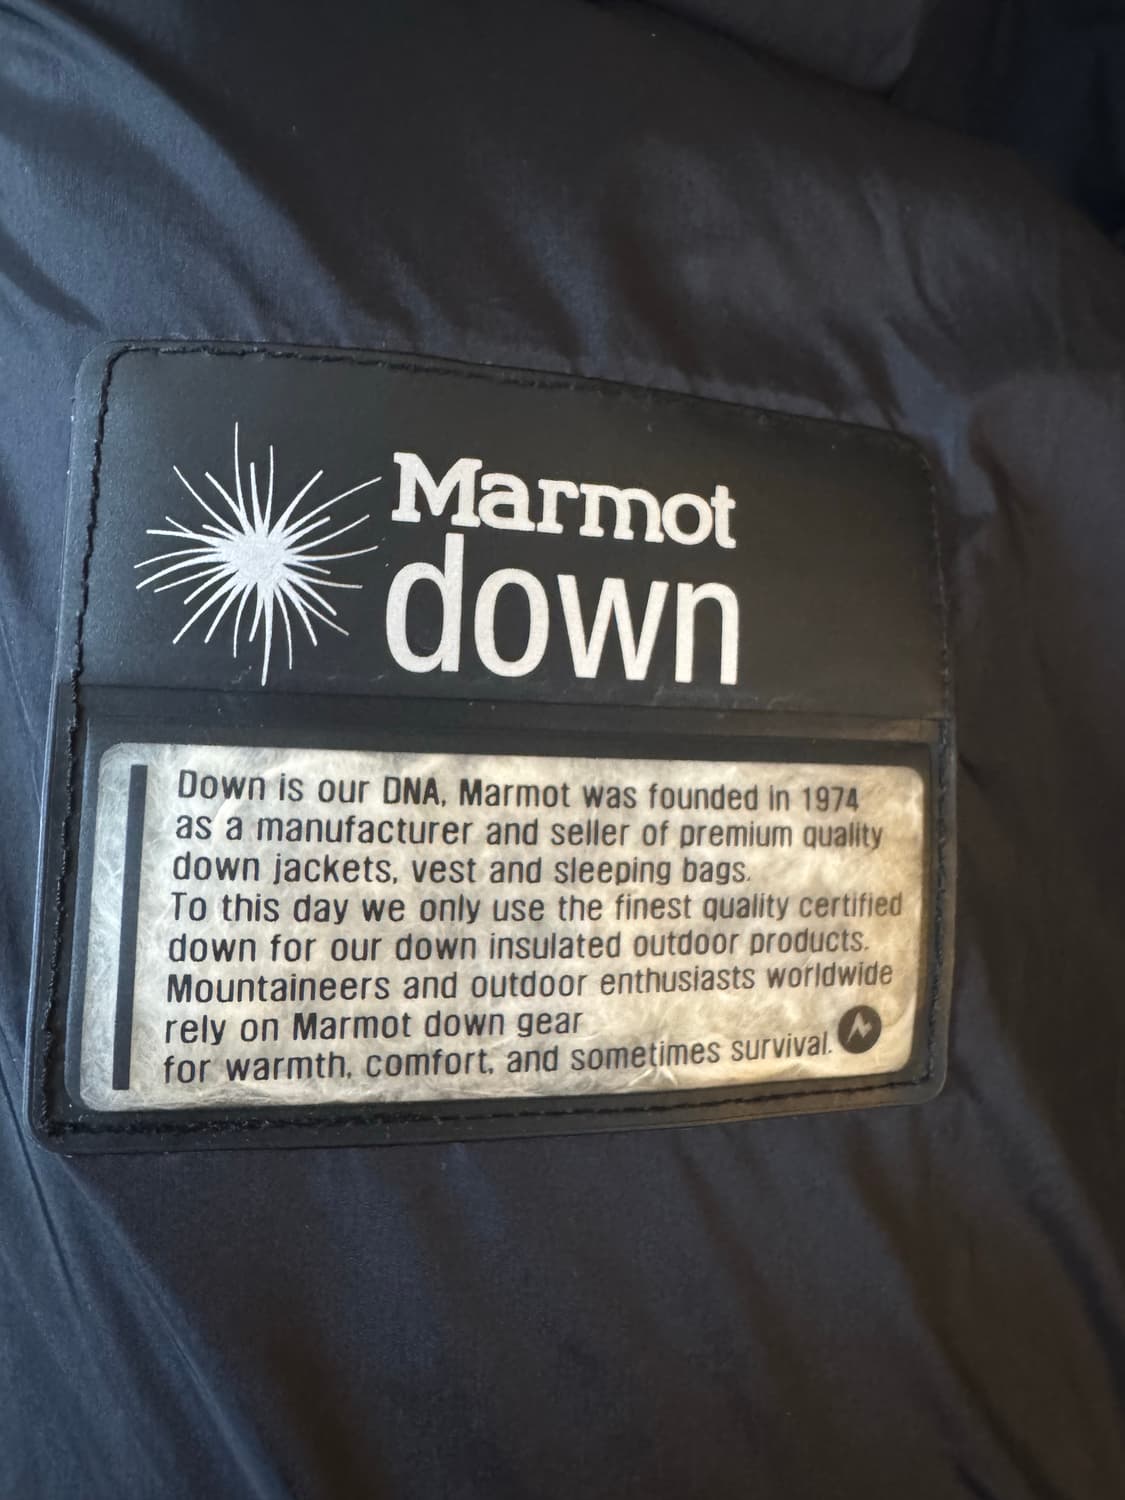 Marmot
down
Down is our DNA, Marmot was founded in 1974
as a manufacturer and seller of premium quality
down jackets, vest and sleeping bags.
To this day we only use the finest quality certified
down for our down insulated outdoor products.
Mountaineers and outdoor enthusiasts worldwide
rely on Marmot down gear
for warmth, comfort, and sometimes survival.